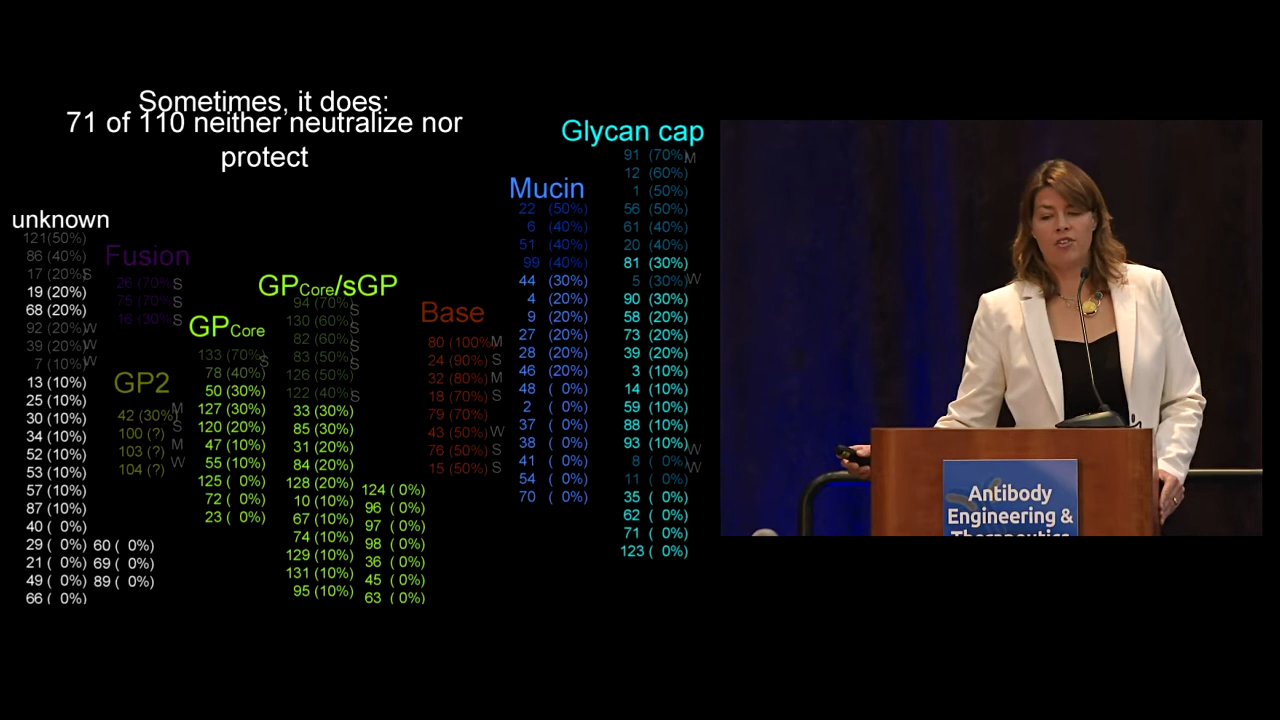 Sometimes, it does:
71 of 110 neither neutralize nor
protect
unknown
121(50%)
86 (40%)
17 (20%) S
19 (20%)
68 (20%)
92 (20%) W
39 (20%) W
7 (10%) W
13 (10%)
25 (10%)
30 (10%)
34 (10%)
52 (10%)
53 (10%)
57 (10%)
87 (10%)
40 ( 0%)
29 ( 0%) 60 ( 0%)
21 ( 0%) 69 ( 0%)
49 ( 0%) 89 ( 0%)
66 ( 0%)
Fusion
26 (70%) S
75 (70%) S
16 (30%) S
GP2
42 (30%) M
100 (?) S
103 (?) M
104 (?) W
GPCore
133 (70%) S
78 (40%)
50 (30%)
127 (30%)
120 (20%)
47 (10%)
55 (10%)
125 ( 0%)
72 ( 0%)
23 ( 0%)
GPCore/sGP
94 (70%) S
130 (60%) S
82 (60%) S
83 (50%) S
126 (50%)
122 (40%) S
33 (30%)
85 (30%)
31 (20%)
84 (20%)
128 (20%)
10 (10%)
67 (10%)
74 (10%)
129 (10%)
131 (10%)
95 (10%)
124 ( 0%)
96 ( 0%)
97 ( 0%)
98 ( 0%)
36 ( 0%)
45 ( 0%)
63 ( 0%)
Base
80 (100%) M
24 (90%) S
32 (80%) M
18 (70%) S
79 (70%)
43 (50%) W
76 (50%) S
15 (50%) S
Mucin
22 (50%)
6 (40%)
51 (40%)
99 (40%)
44 (30%)
4 (20%)
9 (20%)
27 (20%)
28 (20%)
46 (20%)
48 ( 0%)
2 ( 0%)
37 ( 0%)
38 ( 0%)
41 ( 0%)
54 ( 0%)
70 ( 0%)
Glycan cap
91 (70%) M
12 (60%)
1 (50%)
56 (50%)
61 (40%)
20 (40%)
81 (30%)
5 (30%) W
90 (30%)
58 (20%)
73 (20%)
39 (20%)
3 (10%)
14 (10%)
59 (10%)
88 (10%)
93 (10%) W
8 ( 0%) W
11 ( 0%)
35 ( 0%)
62 ( 0%)
71 ( 0%)
123 ( 0%)
Antibody
Engineering &
Therapeutics